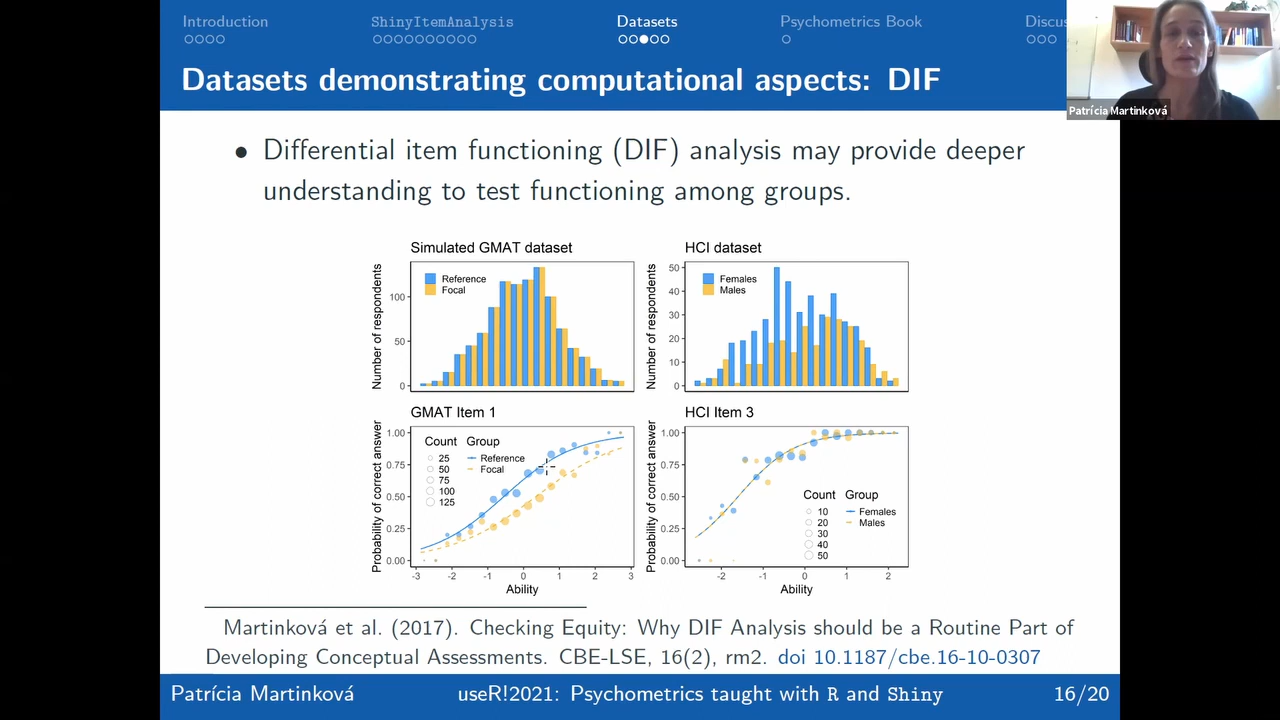 Introduction
ShinyItemAnalysis
Datasets
Psychometrics Book
Discus
Patrícia Martinková
Datasets demonstrating computational aspects: DIF
• Differential item functioning (DIF) analysis may provide deeper
understanding to test functioning among groups.
Simulated GMAT dataset
Number of respondents
100
50
0
Reference
Focal
HCI dataset
Number of respondents
50
40
30
20
10
0
Females
Males
GMAT Item 1
Probability of correct answer
1.00
0.75
0.50
0.25
0.00
Count
25
50
75
100
125
Group
Reference
Focal
-3 -2 -1 0 1 2 3
Ability
HCI Item 3
Probability of correct answer
1.00
0.75
0.50
0.25
0.00
Count
10
20
30
40
50
Group
Females
Males
-2 -1 0 1 2
Ability
Martinková et al. (2017). Checking Equity: Why DIF Analysis should be a Routine Part of
Developing Conceptual Assessments. CBE-LSE, 16(2), rm2. doi 10.1187/cbe.16-10-0307
Patrícia Martinková useR!2021: Psychometrics taught with R and Shiny 16/20